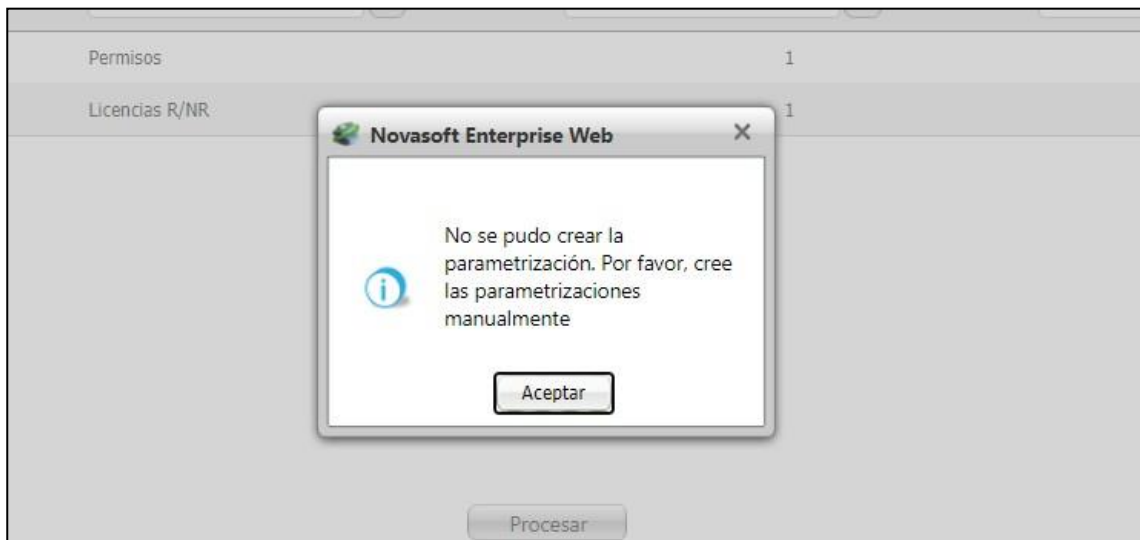 Permisos 1
Licencias R/NR 1
Novasoft Enterprise Web
No se pudo crear la
parametrización. Por favor, cree
las parametrizaciones
manualmente
Aceptar
Procesar